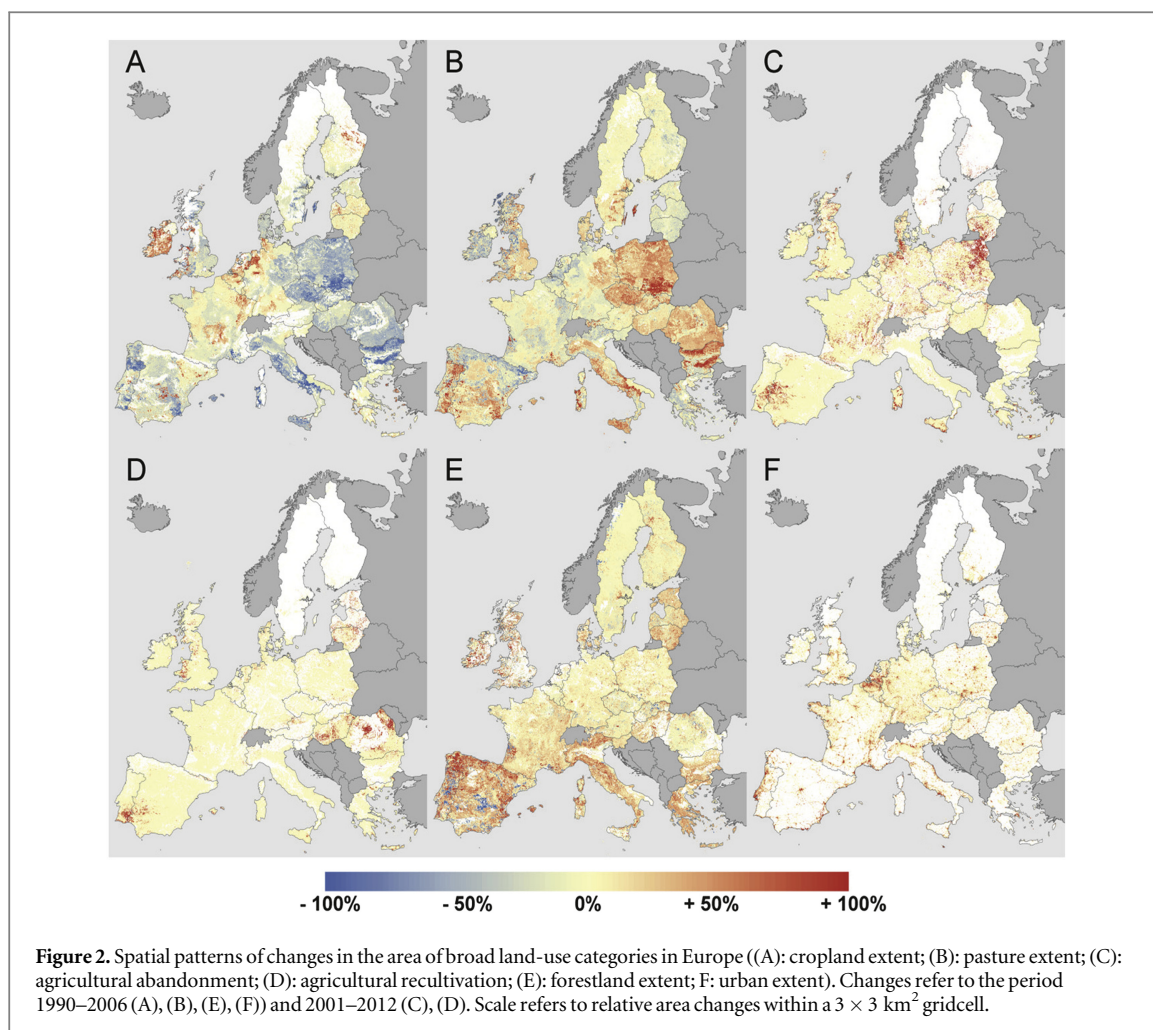 A
B
C
D
E
F
- 100%
- 50%
0%
+ 50%
+ 100%
Figure 2. Spatial patterns of changes in the area of broad land-use categories in Europe ((A): cropland extent; (B): pasture extent; (C):
agricultural abandonment; (D): agricultural recultivation; (E): forestland extent; F: urban extent). Changes refer to the period
1990–2006 (A), (B), (E), (F)) and 2001–2012 (C), (D). Scale refers to relative area changes within a 3 × 3 km² gridcell.